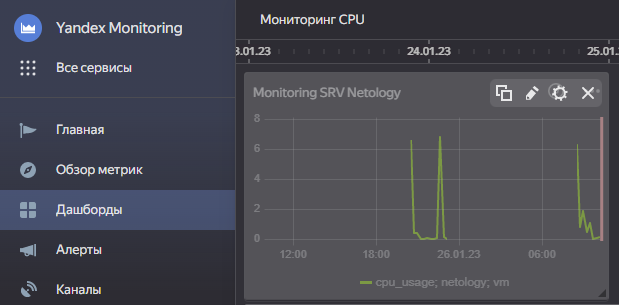 Yandex Monitoring
Все сервисы
Главная
Обзор метрик
Дашборды
Алерты
Каналы
Мониторинг CPU
3.01.23 24.01.23 25.01
Monitoring SRV Netology
8
6
4
2
0
12:00 18:00 26.01.23 06:00
cpu_usage; netology; vm